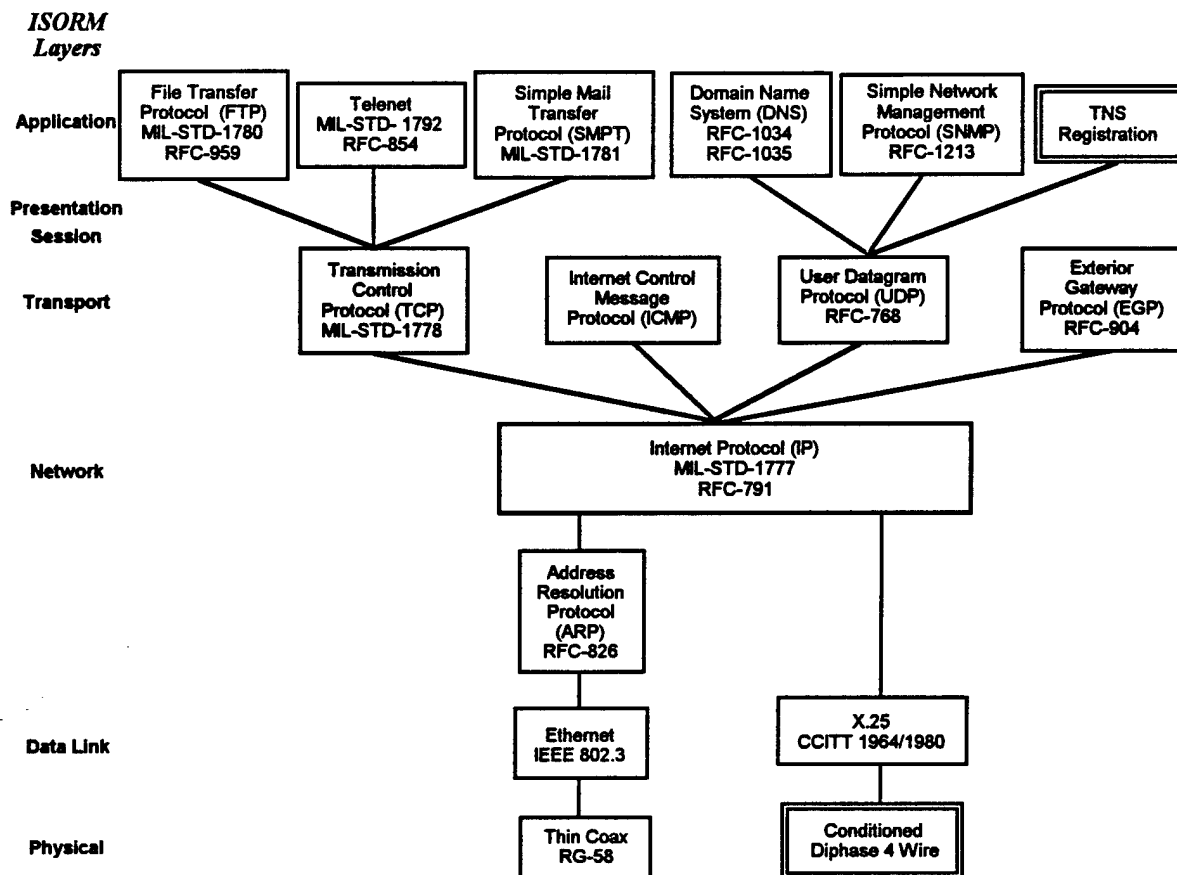 ISORM
Layers
Application
File Transfer
Protocol (FTP)
MIL-STD-1780
RFC-959
Telenet
MIL-STD- 1792
RFC-854
Simple Mail
Transfer
Protocol (SMPT)
MIL-STD-1781
Domain Name
System (DNS)
RFC-1034
RFC-1035
Simple Network
Management
Protocol (SNMP)
RFC-1213
TNS
Registration
Presentation
Session
Transport
Transmission
Control
Protocol (TCP)
MIL-STD-1778
Internet Control
Message
Protocol (ICMP)
User Datagram
Protocol (UDP)
RFC-768
Exterior
Gateway
Protocol (EGP)
RFC-904
Network
Internet Protocol (IP)
MIL-STD-1777
RFC-791
Address
Resolution
Protocol
(ARP)
RFC-826
Data Link
Ethernet
IEEE 802.3
X.25
CCITT 1964/1980
Physical
Thin Coax
RG-58
Conditioned
Diphase 4 Wire